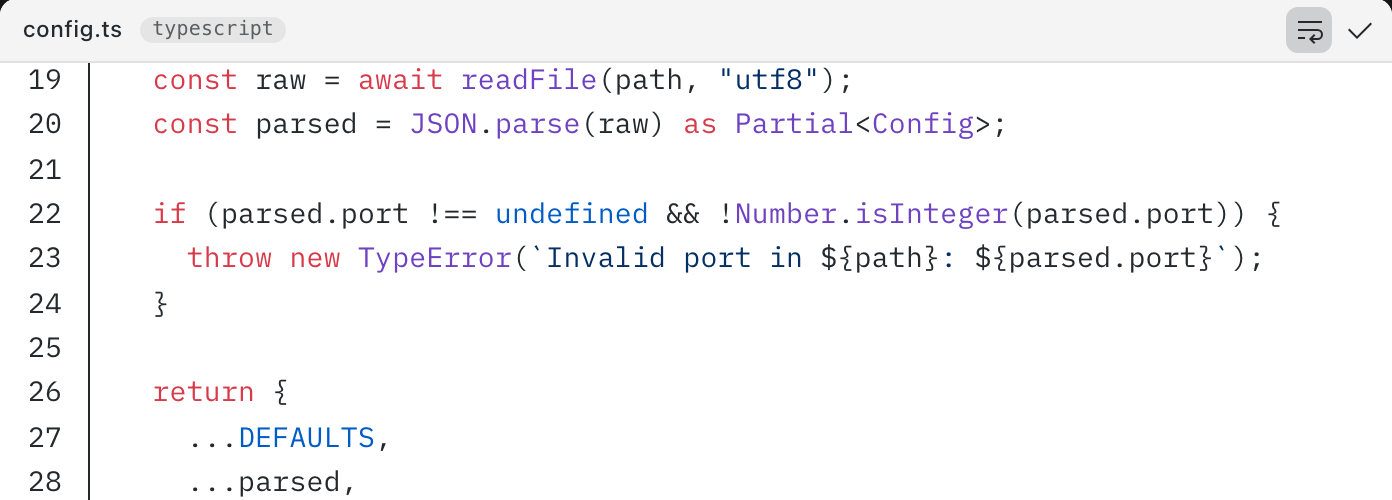 config.ts typescript
19 const raw = await readFile(path, "utf8");
20 const parsed = JSON.parse(raw) as Partial<Config>;
21
22 if (parsed.port !== undefined && !Number.isInteger(parsed.port)) {
23 throw new TypeError(`Invalid port in ${path}: ${parsed.port}`);
24 }
25
26 return {
27 ...DEFAULTS,
28 ...parsed,